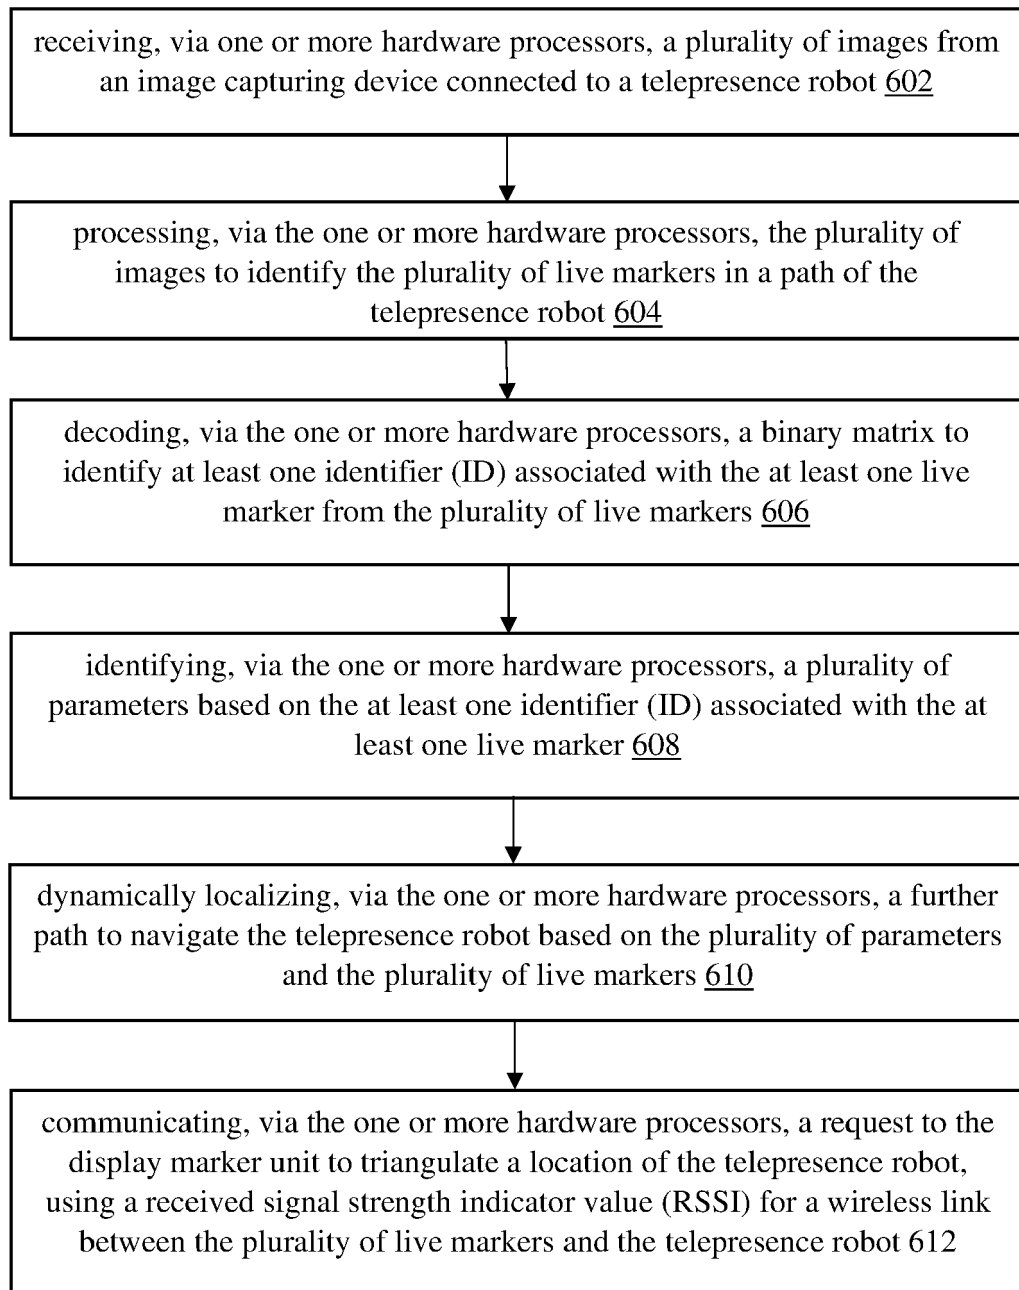 receiving, via one or more hardware processors, a plurality of images from
an image capturing device connected to a telepresence robot 602
processing, via the one or more hardware processors, the plurality of
images to identify the plurality of live markers in a path of the
telepresence robot 604
decoding, via the one or more hardware processors, a binary matrix to
identify at least one identifier (ID) associated with the at least one live
marker from the plurality of live markers 606
identifying, via the one or more hardware processors, a plurality of
parameters based on the at least one identifier (ID) associated with the at
least one live marker 608
dynamically localizing, via the one or more hardware processors, a further
path to navigate the telepresence robot based on the plurality of parameters
and the plurality of live markers 610
communicating, via the one or more hardware processors, a request to the
display marker unit to triangulate a location of the telepresence robot,
using a received signal strength indicator value (RSSI) for a wireless link
between the plurality of live markers and the telepresence robot 612